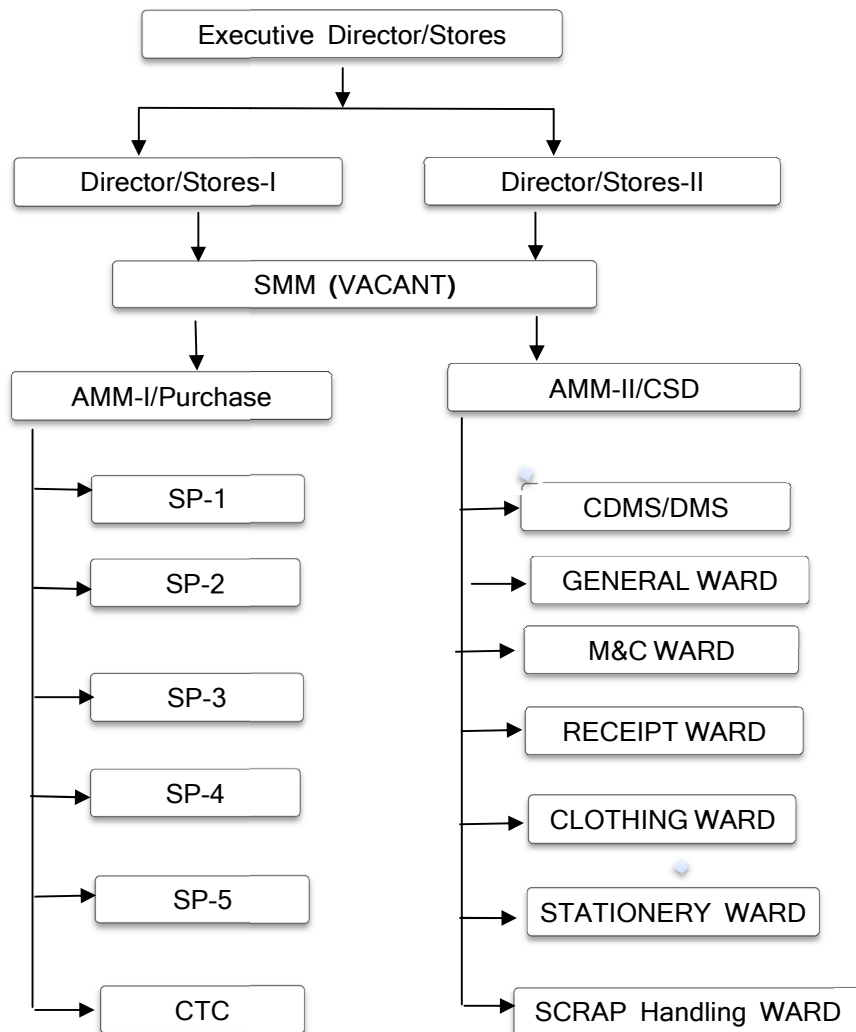 Executive Director/Stores
Director/Stores-I
Director/Stores-II
SMM (VACANT)
AMM-I/Purchase
SP-1
SP-2
SP-3
SP-4
SP-5
CTC
AMM-II/CSD
CDMS/DMS
GENERAL WARD
M&C WARD
RECEIPT WARD
CLOTHING WARD
STATIONERY WARD
SCRAP Handling WARD